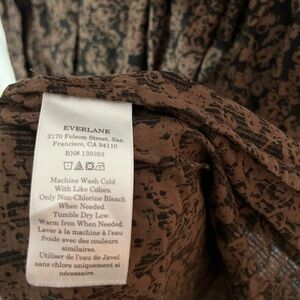 EVERLANE
2170 Folsom Street, San
Francisco, CA 94110
RN# 139393
Machine Wash Cold
With Like Colors.
Only Non-Chlorine Bleach
When Needed.
Tumble Dry Low.
Warm Iron When Needed.
Laver à la machine à l'eau
froide avec des couleurs
similaires.
Utiliser de l'eau de Javel
sans chlore uniquement si
nécessaire.